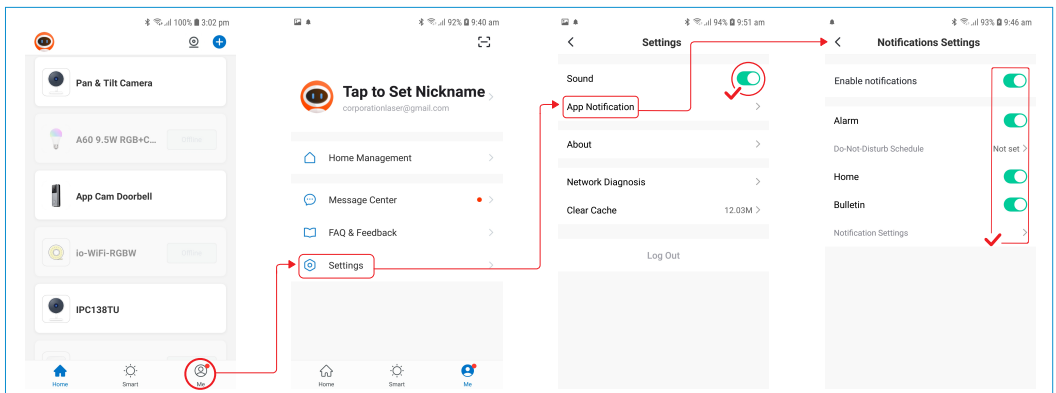 100% 3:02 pm
Pan & Tilt Camera
A60 9.5W RGB+C... offline
App Cam Doorbell
io-WiFi-RGBW offline
IPC138TU
Home Smart Me
92% 9:40 am
Tap to Set Nickname
corporationlaser@gmail.com
Home Management
Message Center
FAQ & Feedback
Settings
Home Smart Me
94% 9:51 am
Settings
Sound
App Notification
About
Network Diagnosis
Clear Cache 12.03M
Log Out
93% 9:46 am
Notifications Settings
Enable notifications
Alarm
Do-Not-Disturb Schedule Not set
Home
Bulletin
Notification Settings